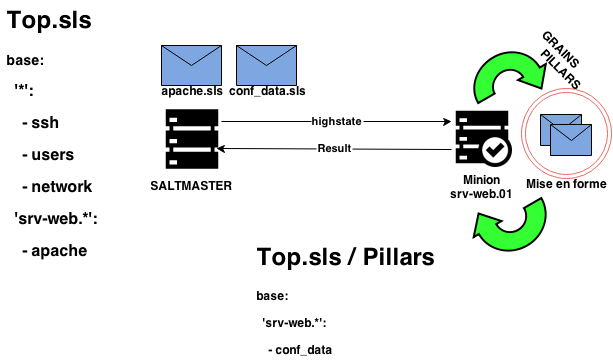 Top.sls
base:
'*':
- ssh
- users
- network
'srv-web.*':
- apache
apache.sls
conf_data.sls
SALTMASTER
highstate
Result
GRAINS
PILLARS
Minion
srv-web.01
Mise en forme
Top.sls / Pillars
base:
'srv-web.*':
- conf_data